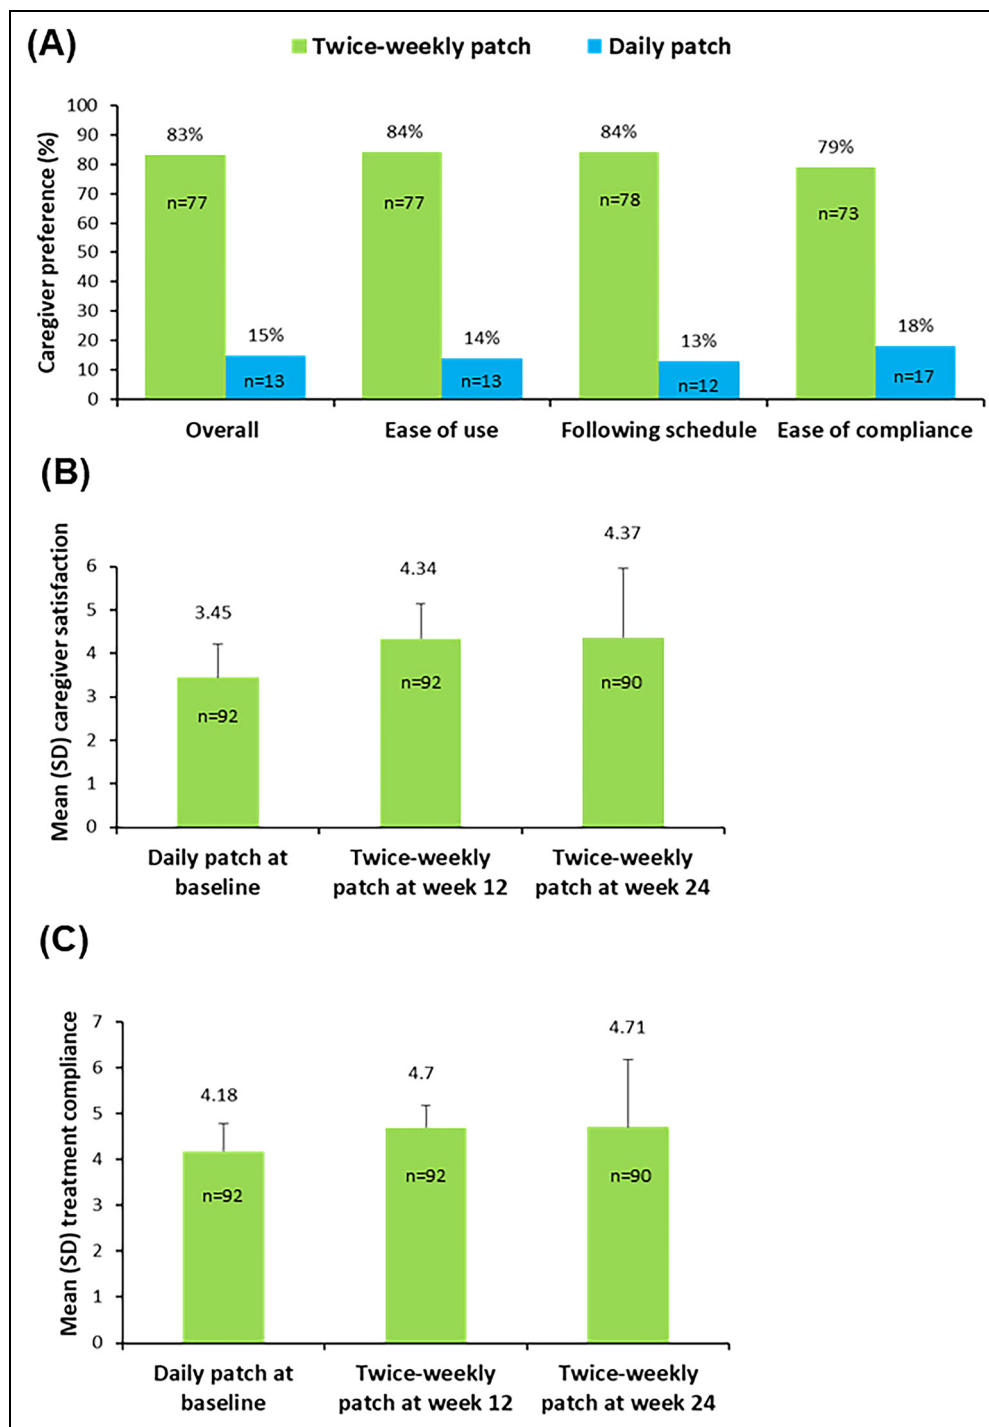 (A)
Twice-weekly patch
Daily patch
Caregiver preference (%)
100
90
80
70
60
50
40
30
20
10
0
83%
84%
84%
79%
n=77
n=77
n=78
n=73
15%
14%
13%
18%
n=13
n=13
n=12
n=17
Overall
Ease of use
Following schedule
Ease of compliance
(B)
Mean (SD) caregiver satisfaction
6
5
4
3
2
1
0
3.45
4.34
4.37
n=92
n=92
n=90
Daily patch at
baseline
Twice-weekly
patch at week 12
Twice-weekly
patch at week 24
(C)
Mean (SD) treatment compliance
7
6
5
4
3
2
1
0
4.18
4.7
4.71
n=92
n=92
n=90
Daily patch at
baseline
Twice-weekly
patch at week 12
Twice-weekly
patch at week 24